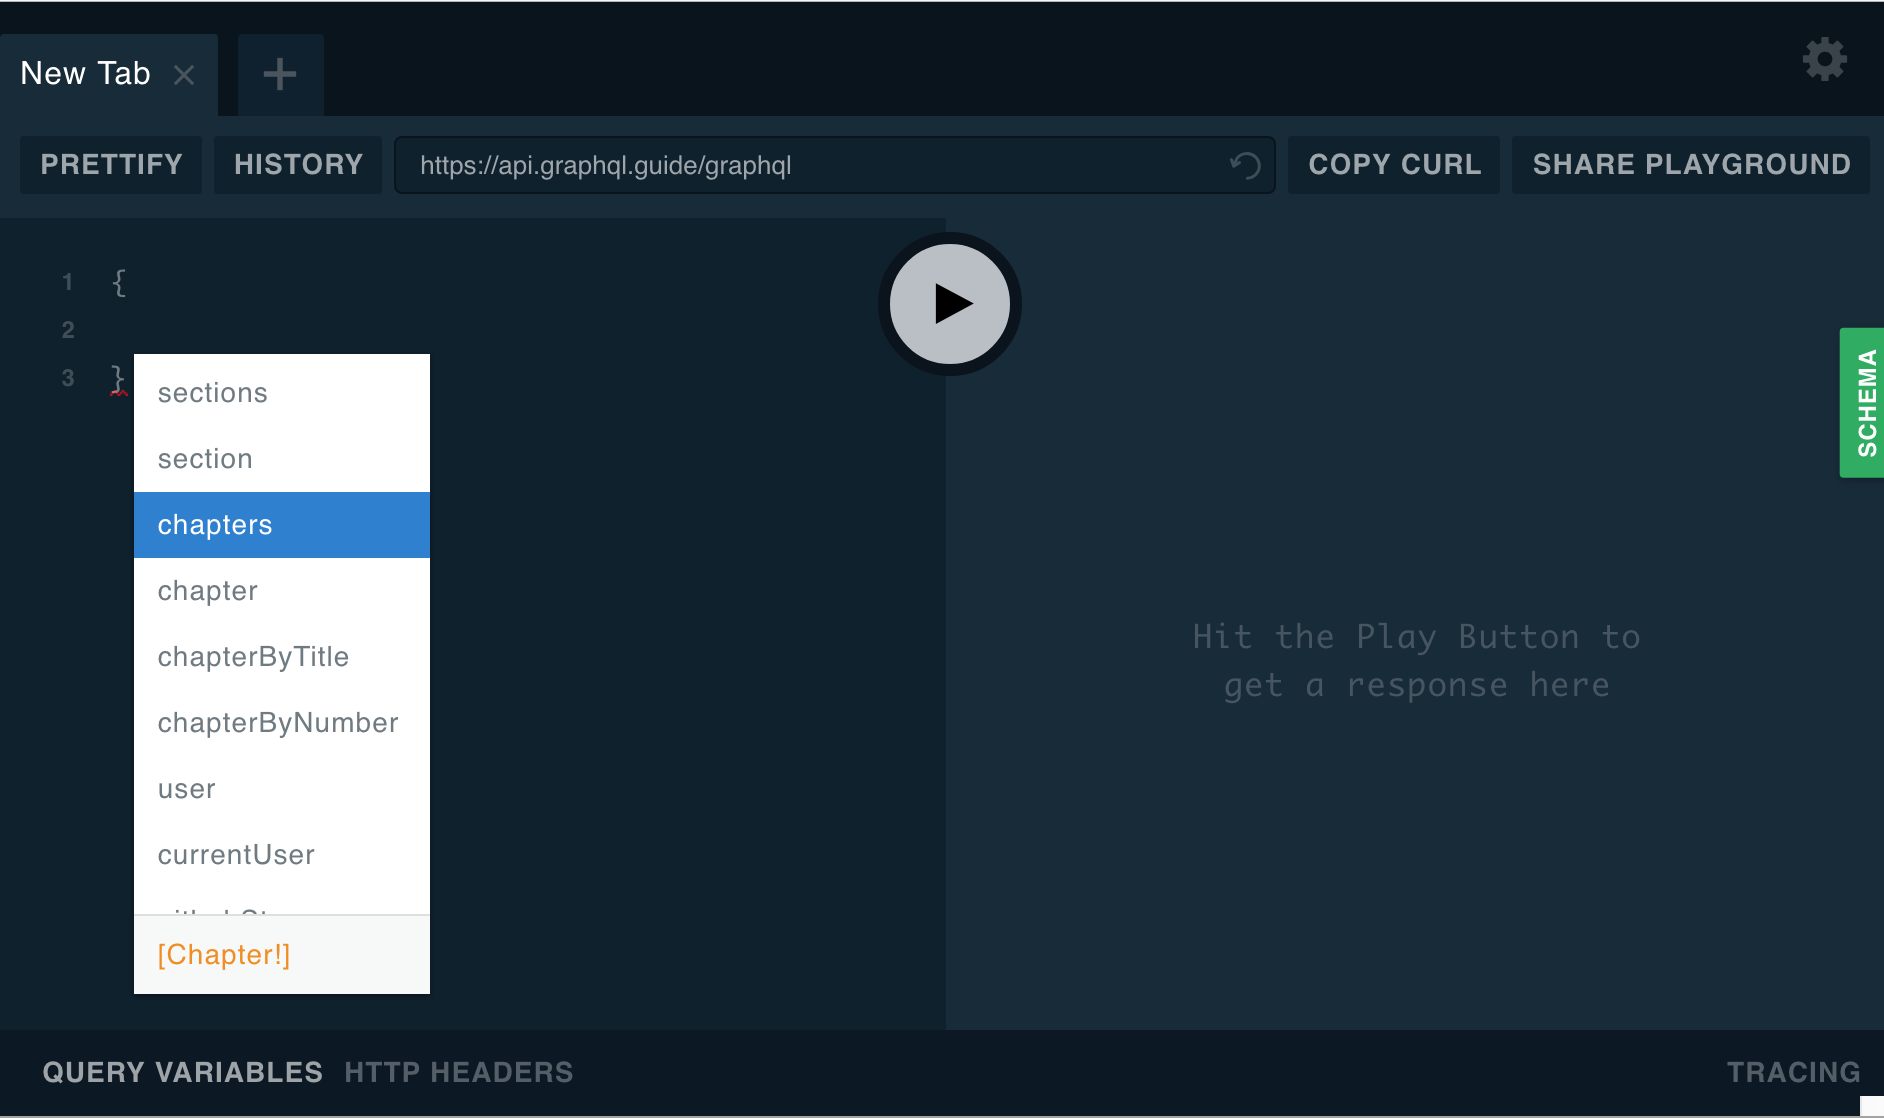 New Tab
PRETTIFY HISTORY https://api.graphql.guide/graphql COPY CURL SHARE PLAYGROUND
1 {
2
3 }
sections
section
chapters
chapter
chapterByTitle
chapterByNumber
user
currentUser
[Chapter!]
Hit the Play Button to
get a response here
SCHEMA
QUERY VARIABLES HTTP HEADERS TRACING